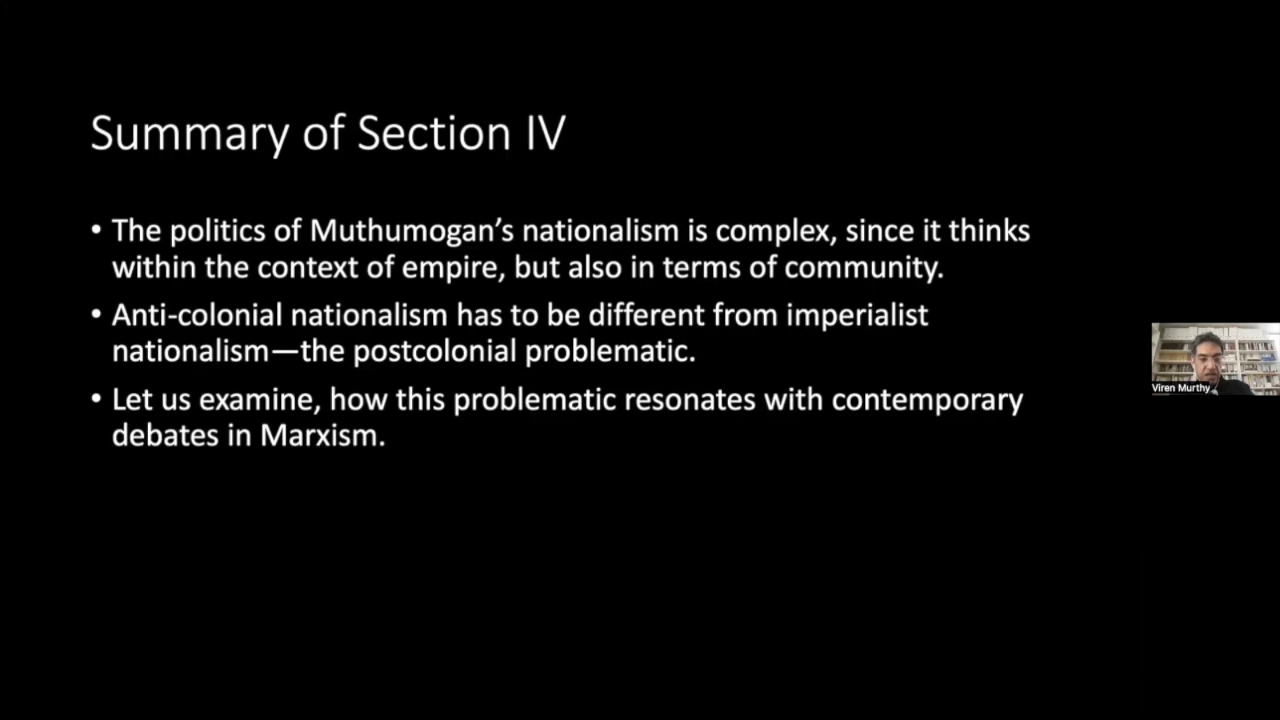 Summary of Section IV
• The politics of Muthumogan’s nationalism is complex, since it thinks
within the context of empire, but also in terms of community.
• Anti-colonial nationalism has to be different from imperialist
nationalism—the postcolonial problematic.
• Let us examine, how this problematic resonates with contemporary
debates in Marxism.
Viren Murthy